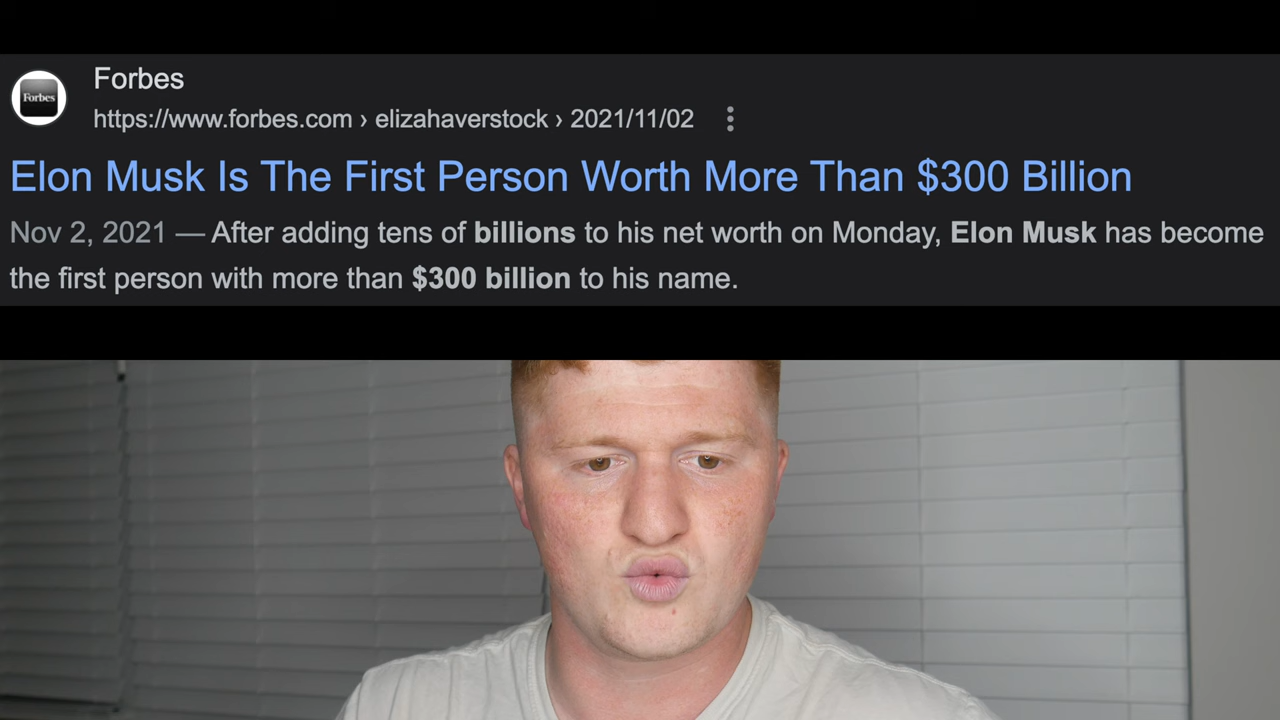 Forbes
Forbes
https://www.forbes.com › elizahaverstock › 2021/11/02
Elon Musk Is The First Person Worth More Than $300 Billion
Nov 2, 2021 — After adding tens of billions to his net worth on Monday, Elon Musk has become
the first person with more than $300 billion to his name.